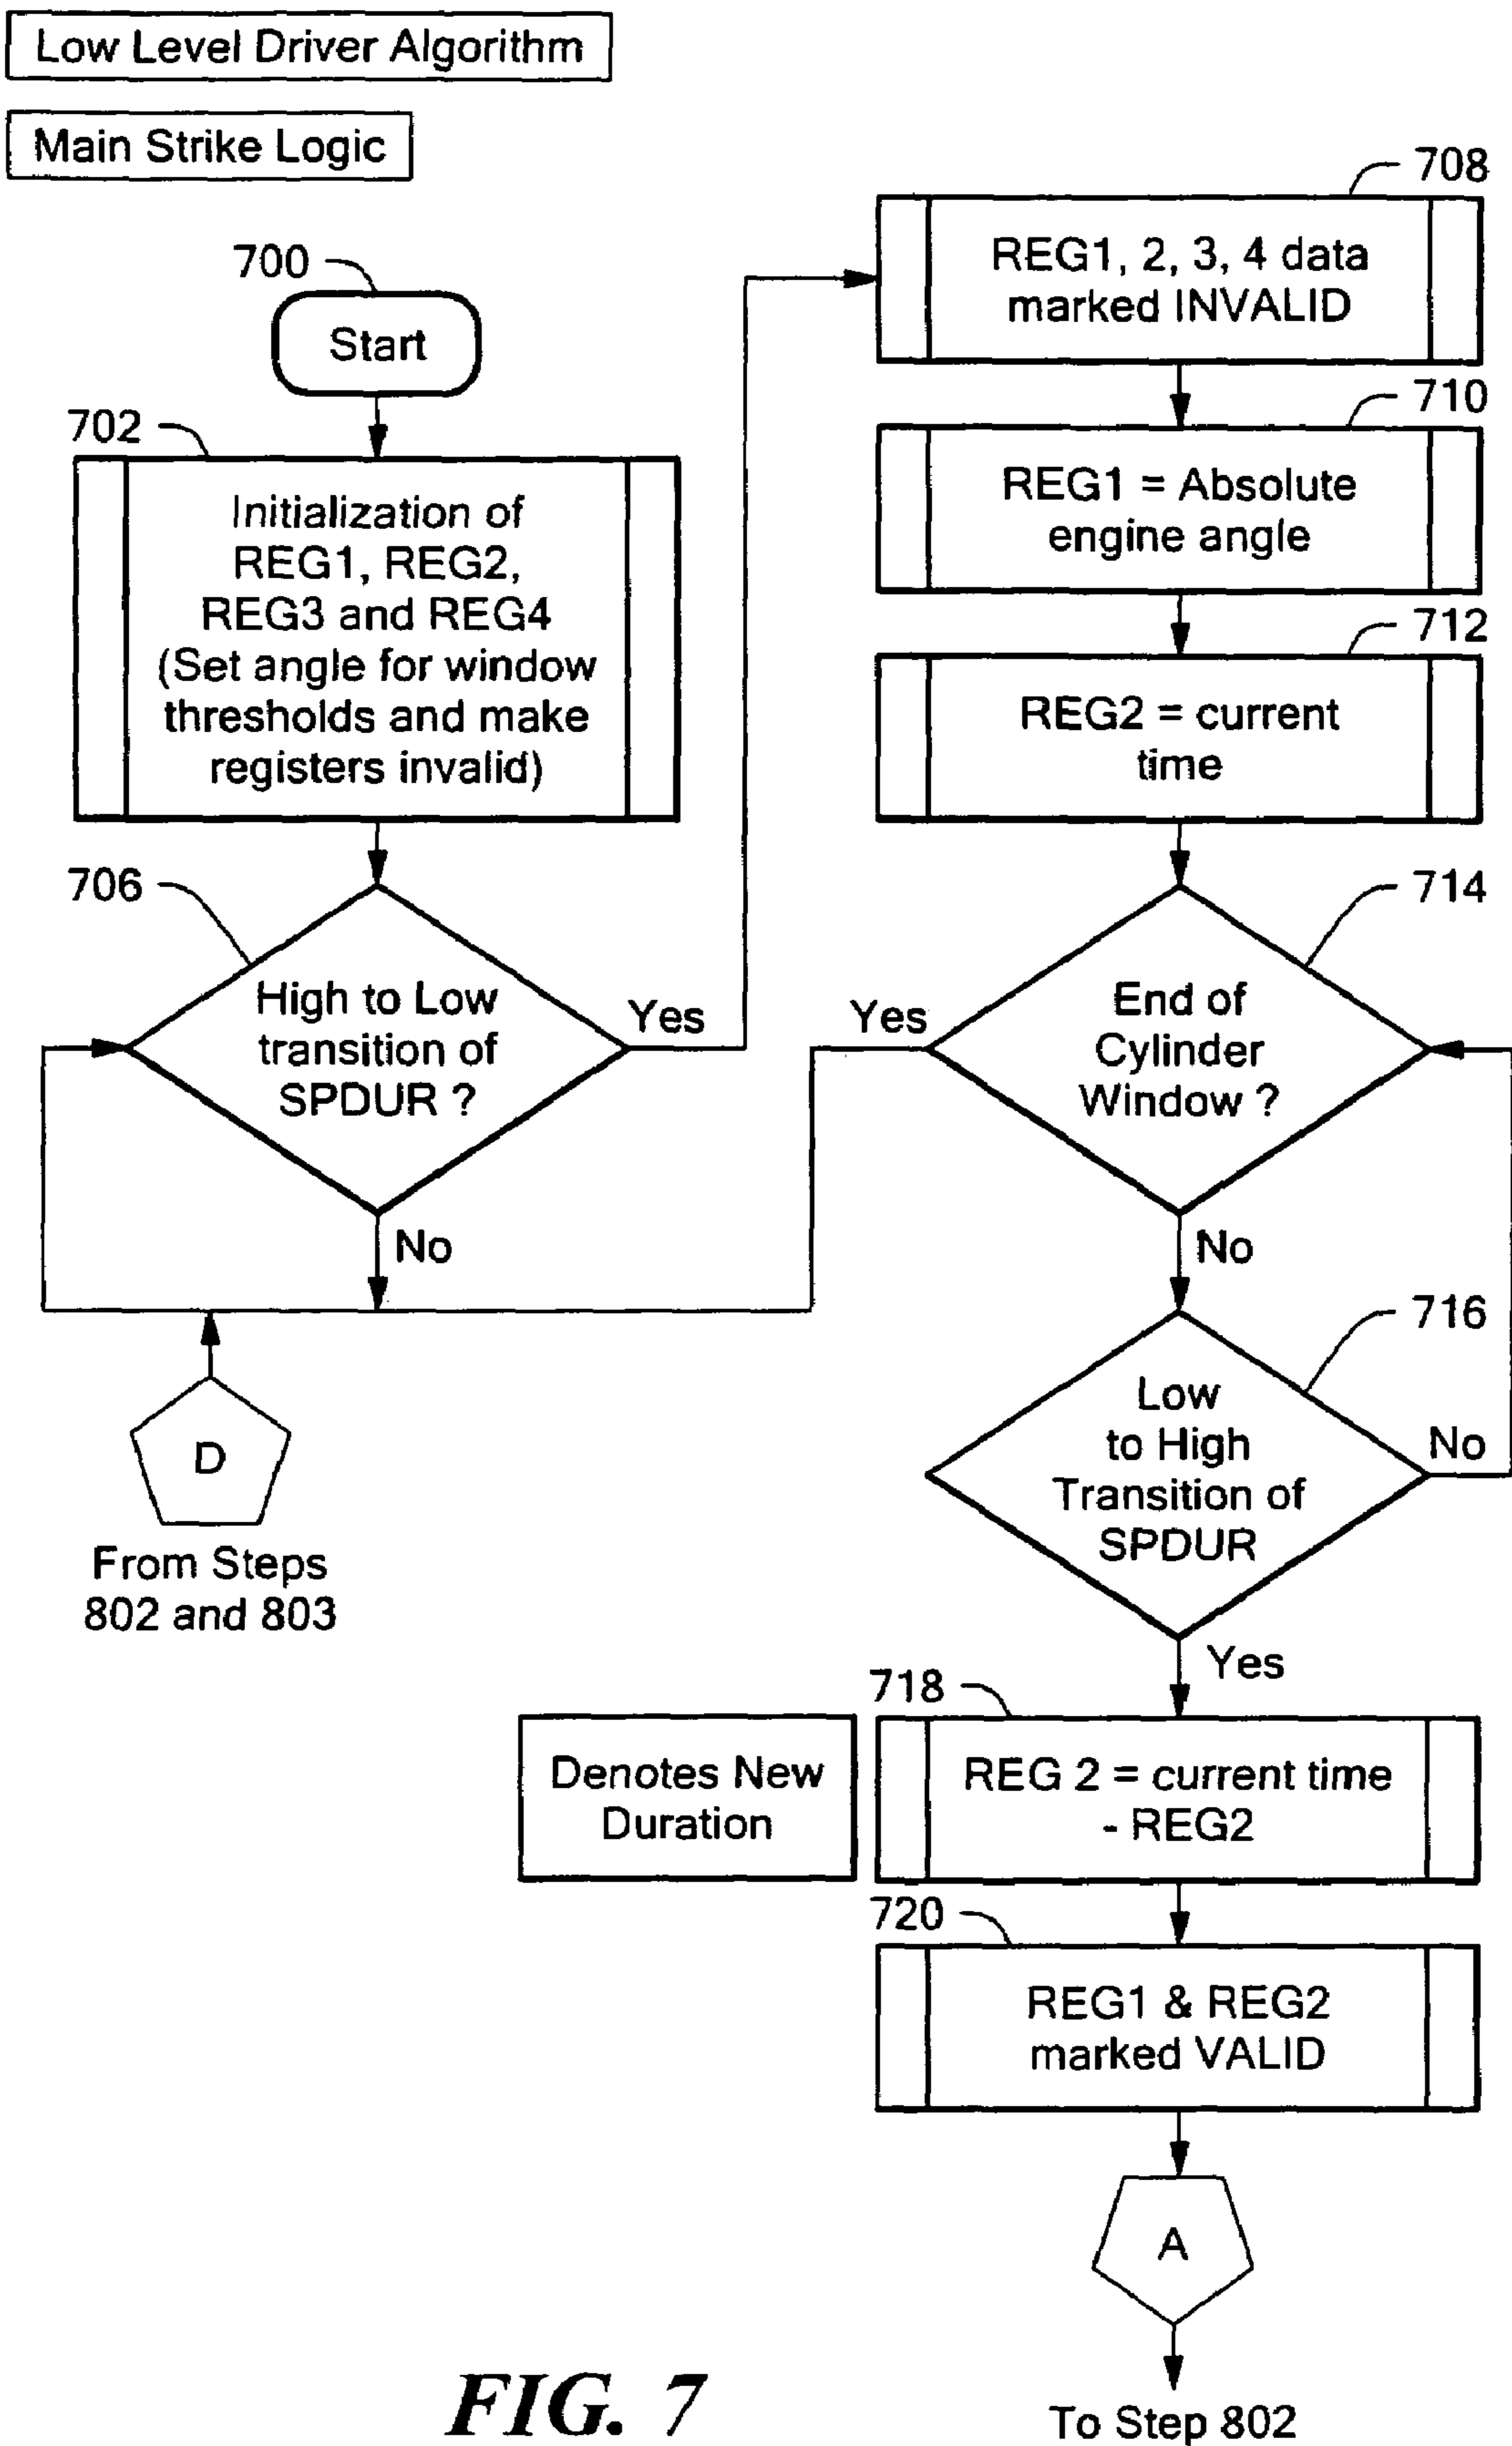 Low Level Driver Algorithm
Main Strike Logic
700
Start
702
Initialization of
REG1, REG2,
REG3 and REG4
(Set angle for window
thresholds and make
registers invalid)
706
High to Low
transition of
SPDUR ?
Yes
No
D
From Steps
802 and 803
708
REG1, 2, 3, 4 data
marked INVALID
710
REG1 = Absolute
engine angle
712
REG2 = current
time
714
End of
Cylinder
Window ?
Yes
No
716
Low
to High
Transition of
SPDUR
No
Yes
718
Denotes New
Duration
REG 2 = current time
- REG2
720
REG1 & REG2
marked VALID
A
To Step 802
FIG. 7